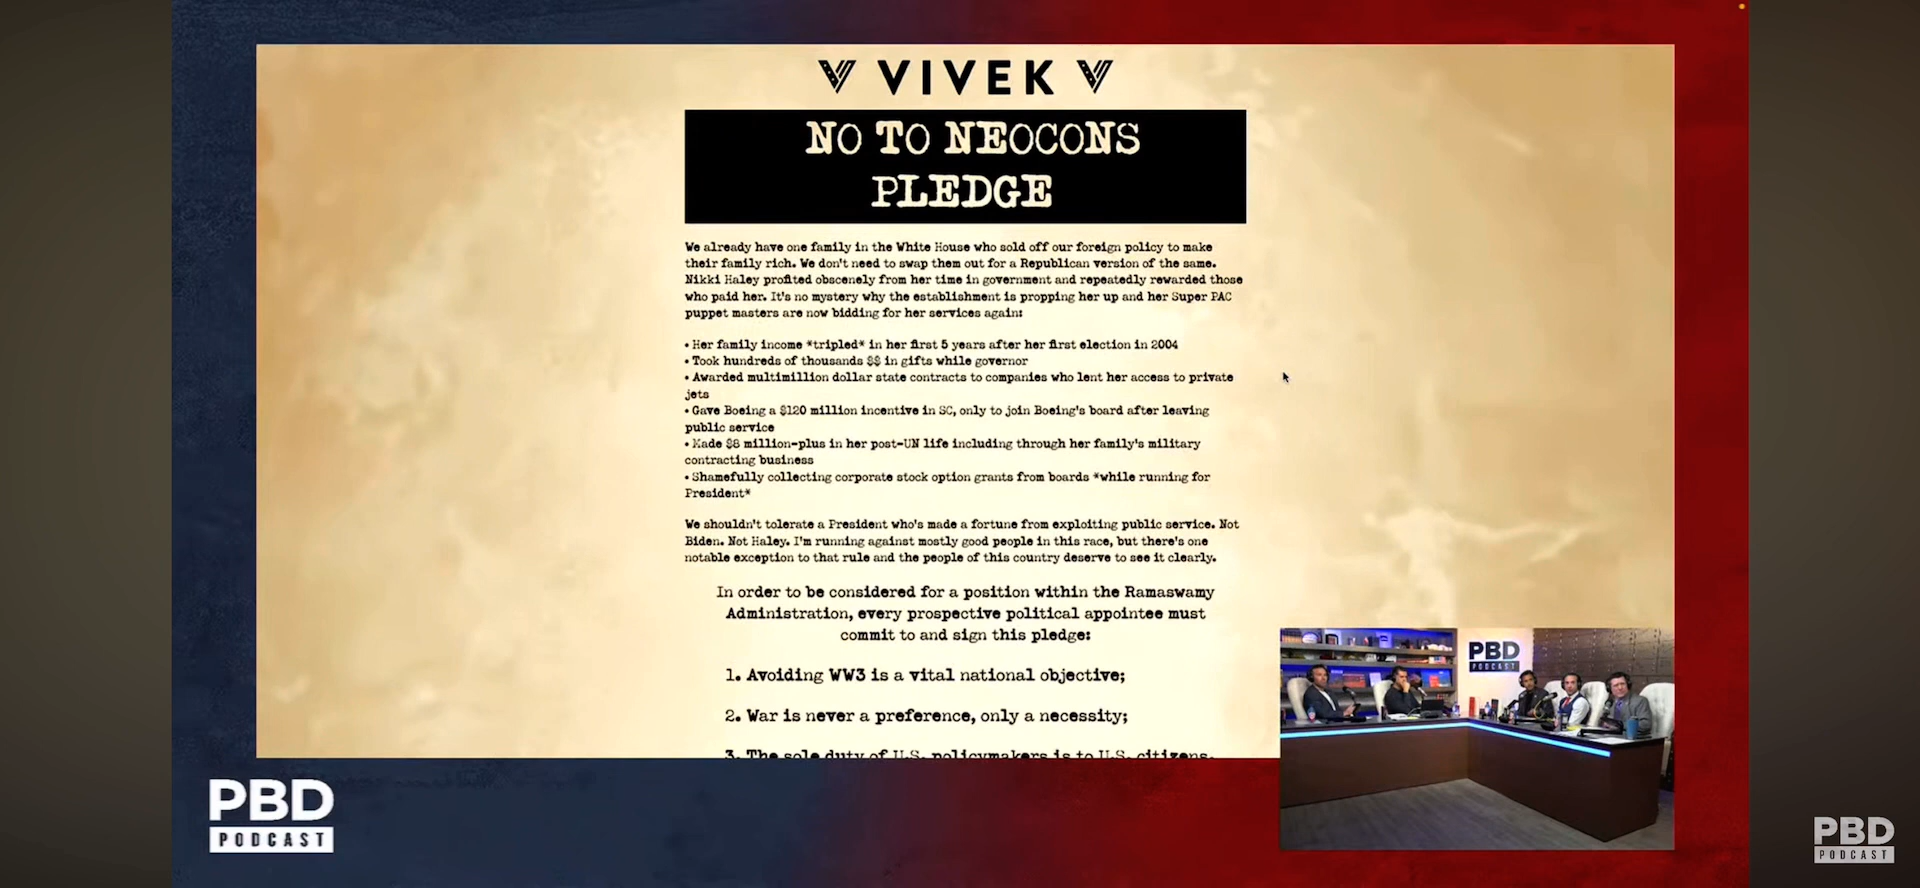 VIVEK
NO TO NEOCONS
PLEDGE
We already have one family in the White House who sold off our foreign policy to make
their family rich. We don't need to swap them out for a Republican version of the same.
Nikki Haley profited obscenely from her time in government and repeatedly rewarded those
who paid her. It's no mystery why the establishment is propping her up and her Super PAC
puppet masters are now bidding for her services again:
• Her family income *tripled* in her first 5 years after her first election in 2004
• Took hundreds of thousands $$ in gifts while governor
• Awarded multimillion dollar state contracts to companies who lent her access to private
jets
• Gave Boeing a $120 million incentive in SC, only to join Boeing's board after leaving
public service
• Made $8 million-plus in her post-UN life including through her family's military
contracting business
• Shamefully collecting corporate stock option grants from boards *while running for
President*
We shouldn't tolerate a President who's made a fortune from exploiting public service. Not
Biden. Not Haley. I'm running against mostly good people in this race, but there's one
notable exception to that rule and the people of this country deserve to see it clearly.
In order to be considered for a position within the Ramaswamy
Administration, every prospective political appointee must
commit to and sign this pledge:
1. Avoiding WW3 is a vital national objective;
2. War is never a preference, only a necessity;
3. The sole duty of U.S. policymakers is to U.S. citizens.
PBD
PODCAST
PBD
PODCAST
PBD
PODCAST